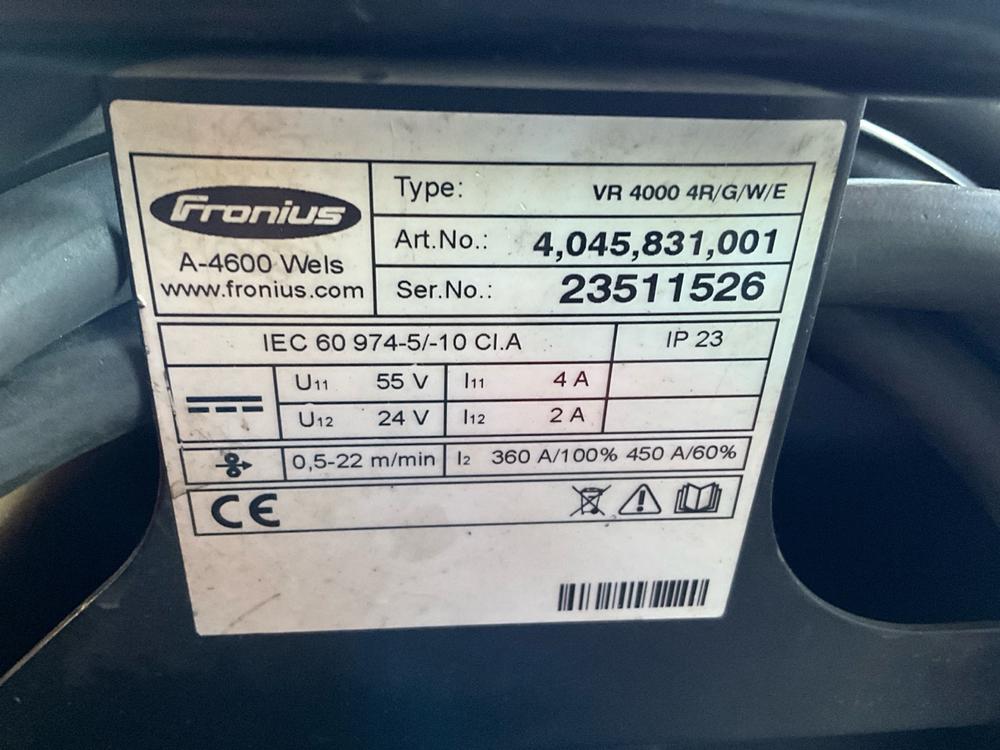 Fronius
A-4600 Wels
www.fronius.com
Type: VR 4000 4R/G/W/E
Art.No.: 4,045,831,001
Ser.No.: 23511526
IEC 60 974-5/-10 Cl.A IP 23
U11 55 V I11 4 A
U12 24 V I12 2 A
0,5-22 m/min I2 360 A/100% 450 A/60%
CE